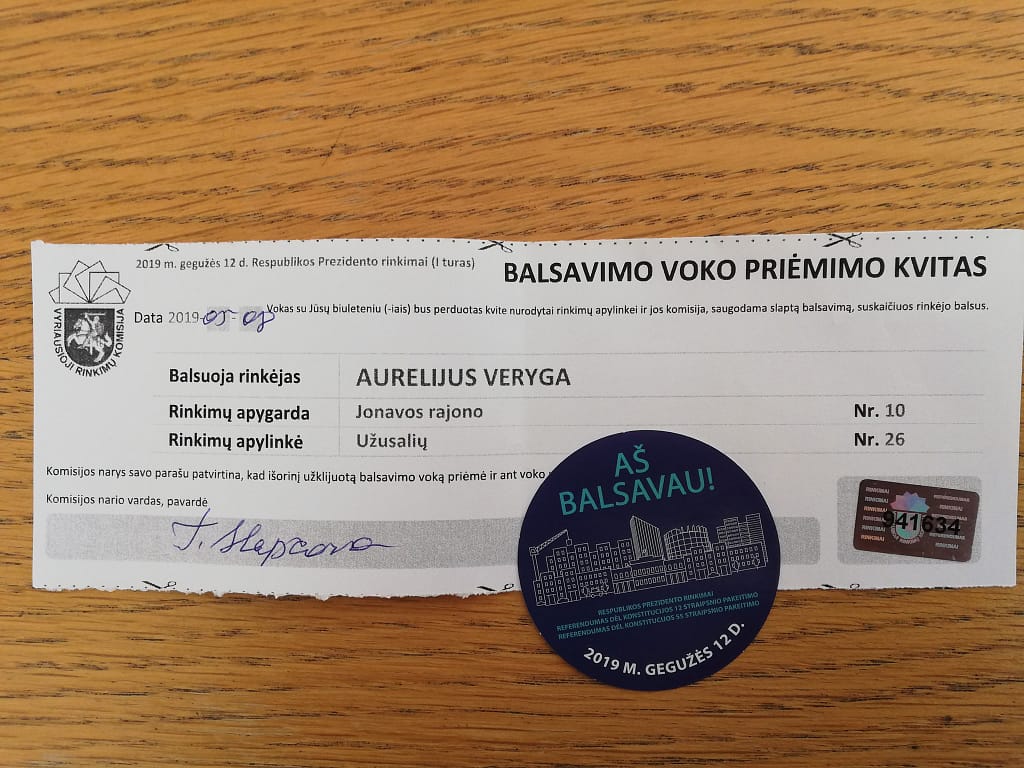 2019 m. gegužės 12 d. Respublikos Prezidento rinkimai (I turas)
BALSAVIMO VOKO PRIĖMIMO KVITAS
VYRIAUSIOJI RINKIMŲ KOMISIJA
Data 2019-05-08
Vokas su Jūsų biuleteniu (-iais) bus perduotas kvite nurodytai rinkimų apylinkei ir jos komisija, saugodama slaptą balsavimą, suskaičiuos rinkėjo balsus.
Balsuoja rinkėjas AURELIJUS VERYGA
Rinkimų apygarda Jonavos rajono Nr. 10
Rinkimų apylinkė Užusalių Nr. 26
Komisijos narys savo parašu patvirtina, kad išorinį užklijuotą balsavimo voką priėmė ir ant voko
Komisijos nario vardas, pavardė
941634
RINKIMAI
REFERENDUMAS
AŠ
BALSAVAU!
RESPUBLIKOS PREZIDENTO RINKIMAI
REFERENDUMAS DĖL KONSTITUCIJOS 12 STRAIPSNIO PAKEITIMO
REFERENDUMAS DĖL KONSTITUCIJOS 55 STRAIPSNIO PAKEITIMO
2019 M. GEGUŽĖS 12 D.